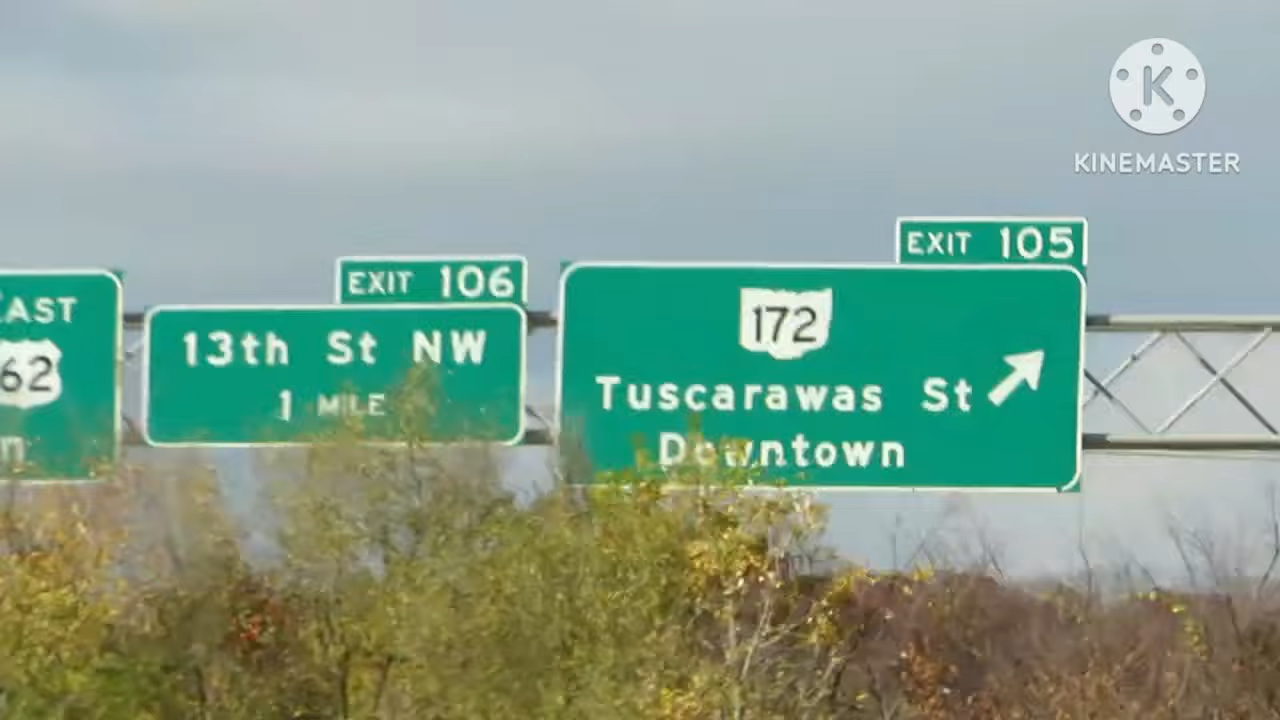 K
KINEMASTER
EAST
62
n
EXIT 106
13th St NW
1 MILE
EXIT 105
172
Tuscarawas St
Downtown